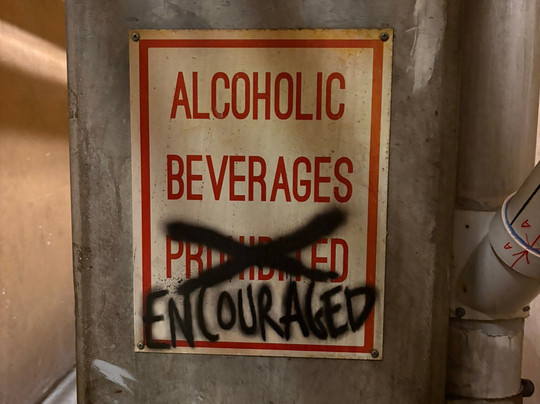 ALCOHOLIC
BEVERAGES
PROHIBITED
ENCOURAGED